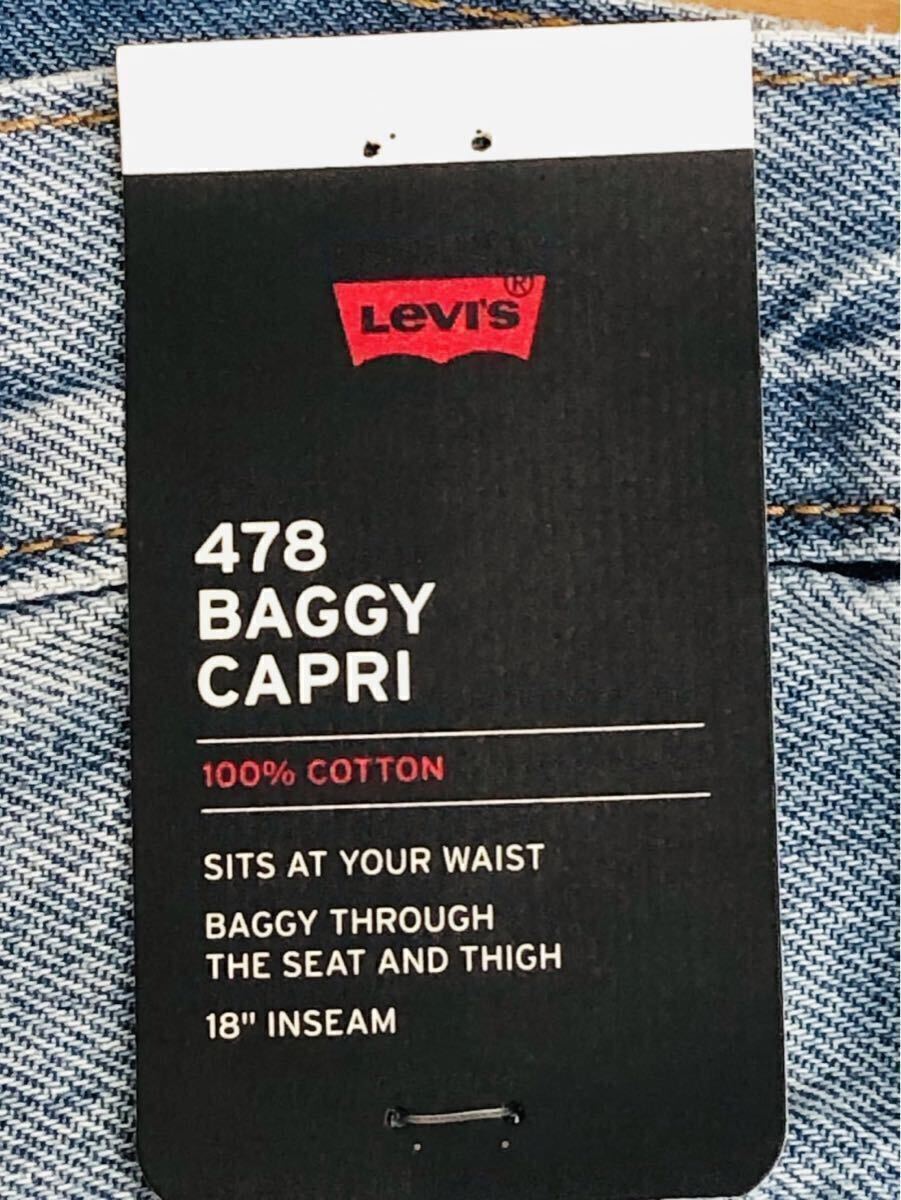 LEVI'S®
478
BAGGY
CAPRI
100% COTTON
SITS AT YOUR WAIST
BAGGY THROUGH
THE SEAT AND THIGH
18" INSEAM